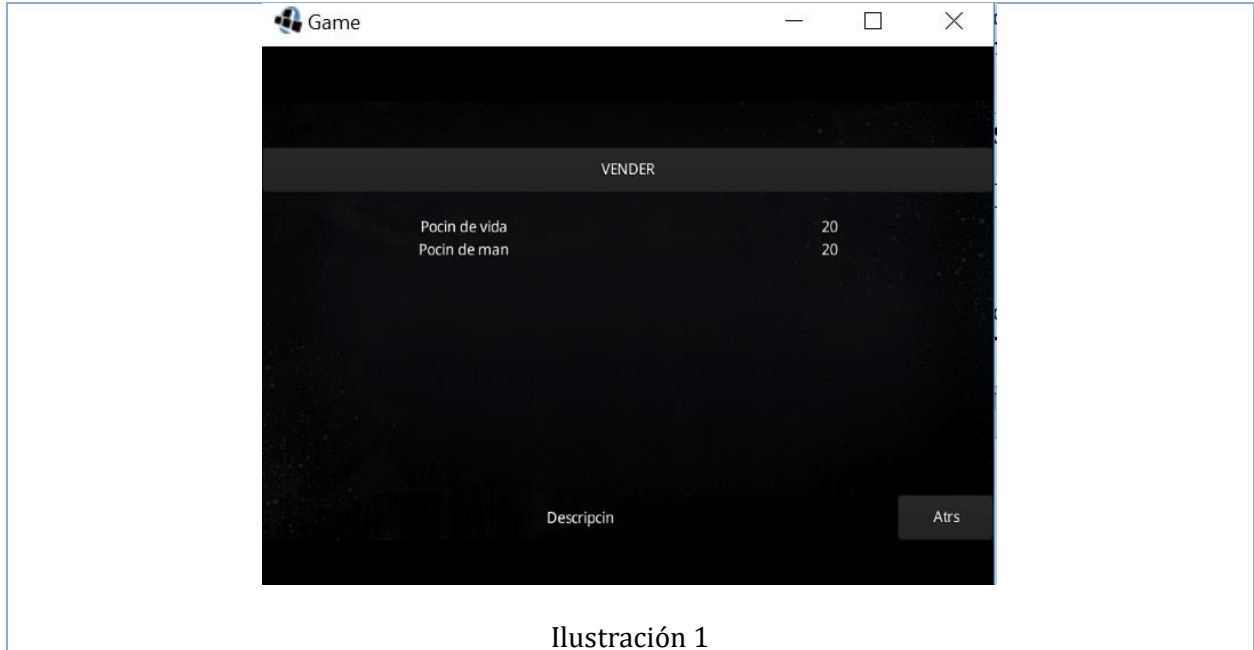 Game
VENDER
Pocin de vida 20
Pocin de man 20
Descripcin
Atrs
Ilustración 1